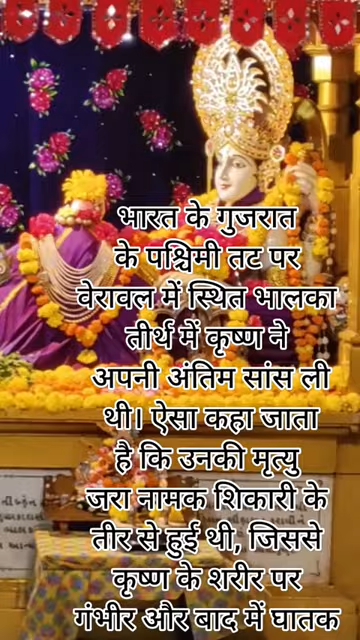 भारत के गुजरात
के पश्चिमी तट पर
वेरावल में स्थित भालका
तीर्थ में कृष्ण ने
अपनी अंतिम सांस ली
थी। ऐसा कहा जाता
है कि उनकी मृत्यु
जरा नामक शिकारी के
तीर से हुई थी, जिससे
कृष्ण के शरीर पर
गंभीर और बाद में घातक